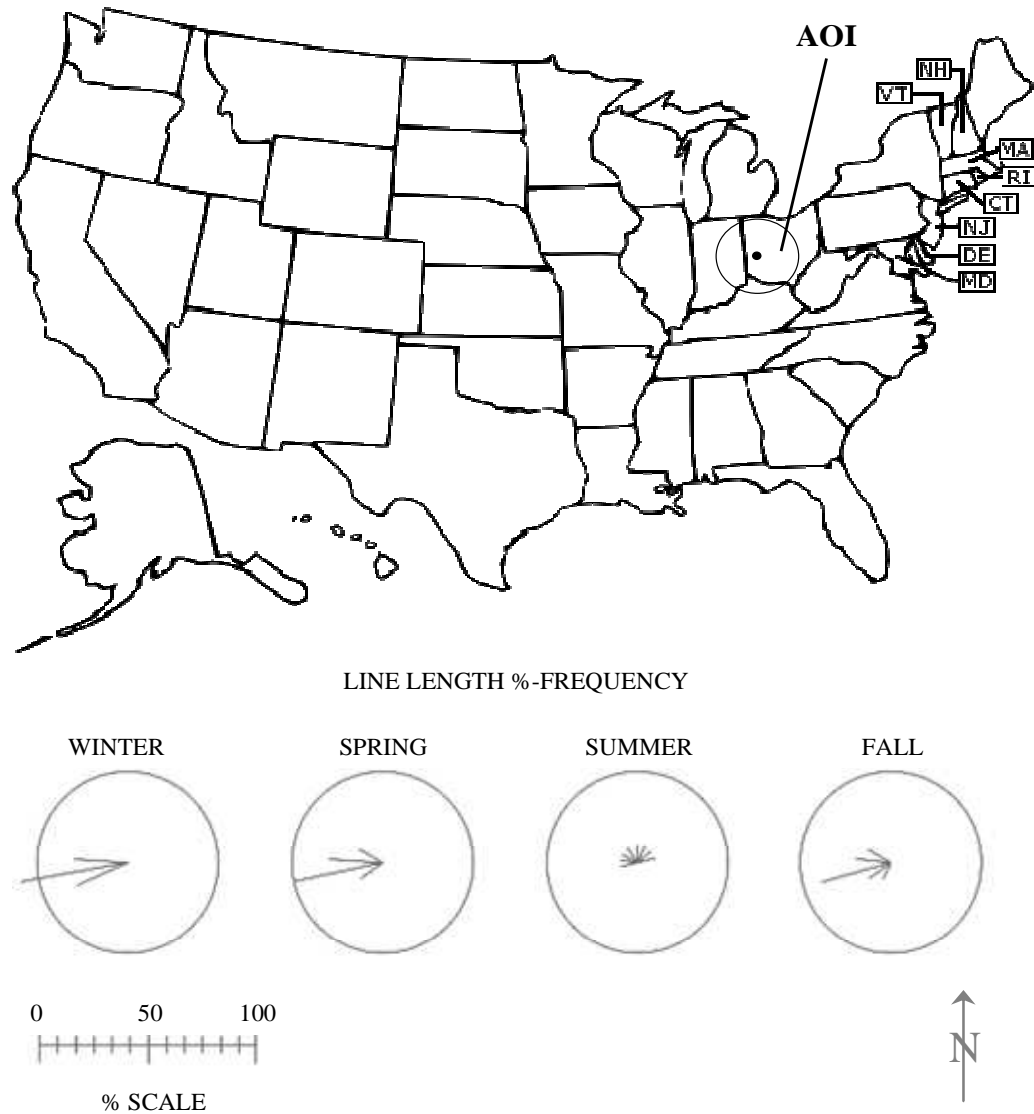 AOI
NH
VT
MA
RI
CT
NJ
DE
MD
LINE LENGTH %-FREQUENCY
WINTER SPRING SUMMER FALL
0 50 100
% SCALE
N